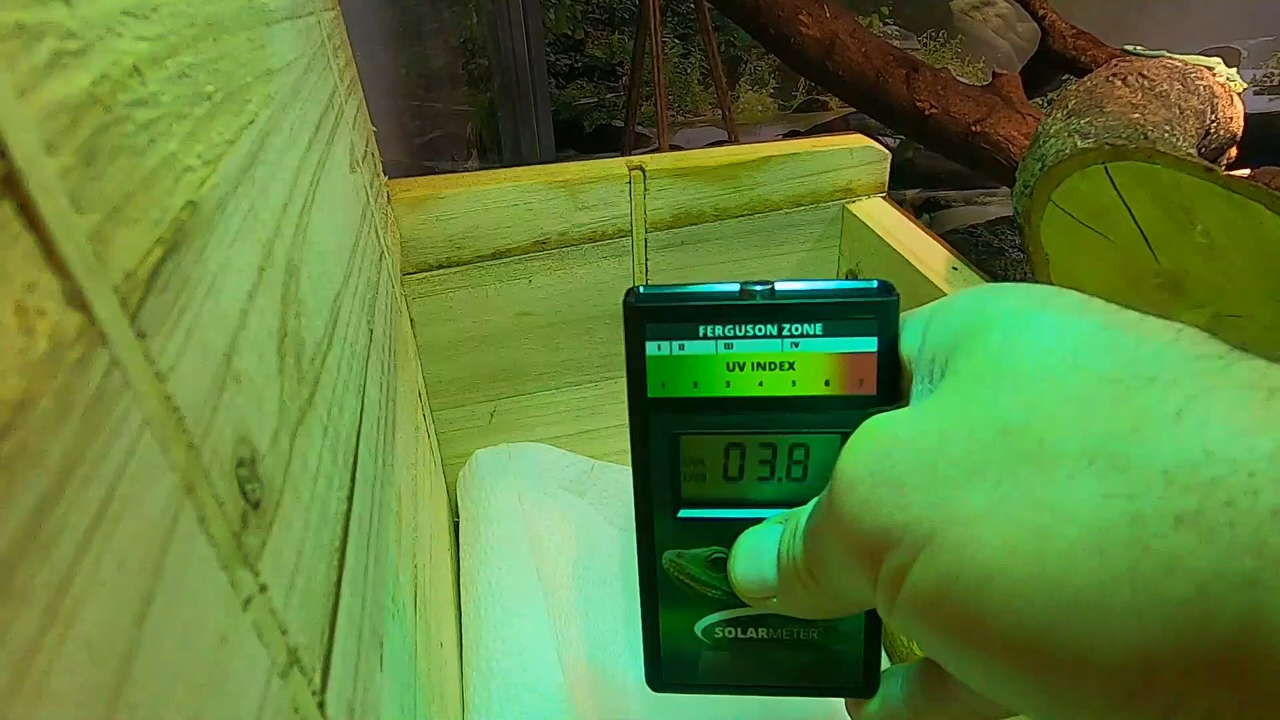 FERGUSON ZONE
I II III IV
UV INDEX
1 2 3 4 5 6 7
03.8
SOLARMETER